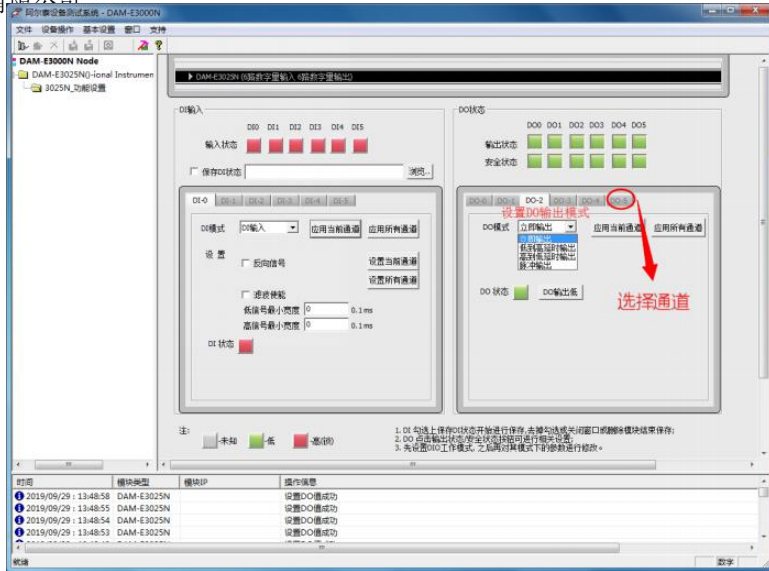 阿尔泰设备测试系统 - DAM-E3000N
文件 设备操作 基本设置 窗口 支持
DAM-E3000N Node
DAM-E3025N()-ional Instrumen
3025N_功能设置
DAM-E3025N (6路数字量输入 6路数字量输出)
DI输入
DI0 DI1 DI2 DI3 DI4 DI5
输入状态
保存DI状态 浏览..
DO状态
DO0 DO1 DO2 DO3 DO4 DO5
输出状态
安全状态
DI-0 DI-1 DI-2 DI-3 DI-4 DI-5
DI模式 DI输入 应用当前通道 应用所有通道
设 置
反向信号 设置当前通道
设置所有通道
滤波使能
低信号最小宽度 0 0.1ms
高信号最小宽度 0 0.1ms
DI 状态
DO-0 DO-1 DO-2 DO-3 DO-4 DO-5
设置DO输出模式
DO模式 立即输出 应用当前通道 应用所有通道
立即输出
低到高延时输出
高到低延时输出
脉冲输出
DO 状态 DO输出低
选择通道
注:
-未知 -低 -高(锁)
1. DI 勾选上保存DI状态开始进行保存,去掉勾选或关闭窗口或删除模块结束保存;
2. DO 点击输出状态/安全状态按钮可进行相关设置;
3. 先设置DIO工作模式, 之后再对其模式下的参数进行修改。
时间 模块类型 模块IP 操作信息
2019/09/29 : 13:48:58 DAM-E3025N 设置DO值成功
2019/09/29 : 13:48:55 DAM-E3025N 设置DO值成功
2019/09/29 : 13:48:54 DAM-E3025N 设置DO值成功
2019/09/29 : 13:48:53 DAM-E3025N 设置DO值成功
就绪 数字